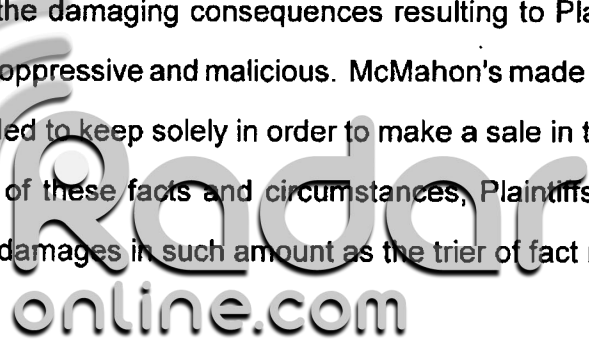 the damaging consequences resulting to Pla
oppressive and malicious. McMahon's made
led to keep solely in order to make a sale in t
of these facts and circumstances, Plaintiffs
damages in such amount as the trier of fact
Radar
online.com